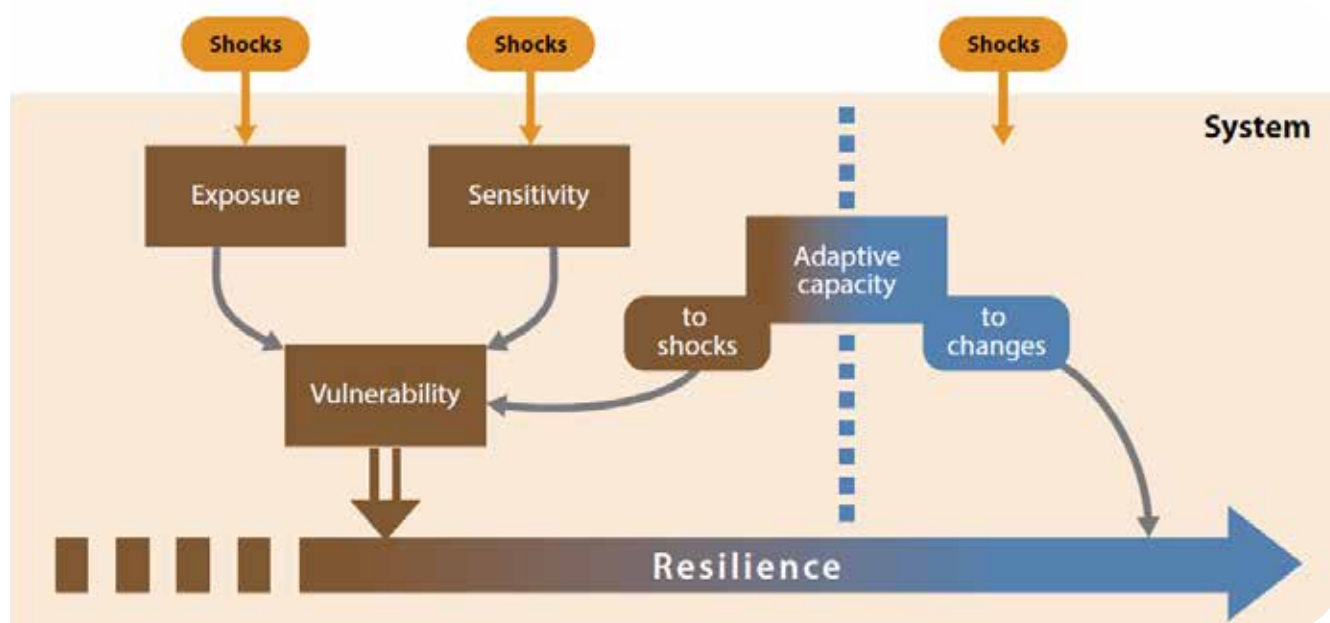 Shocks
Shocks
Shocks
System
Exposure
Sensitivity
Adaptive
capacity
to
shocks
to
changes
Vulnerability
Resilience